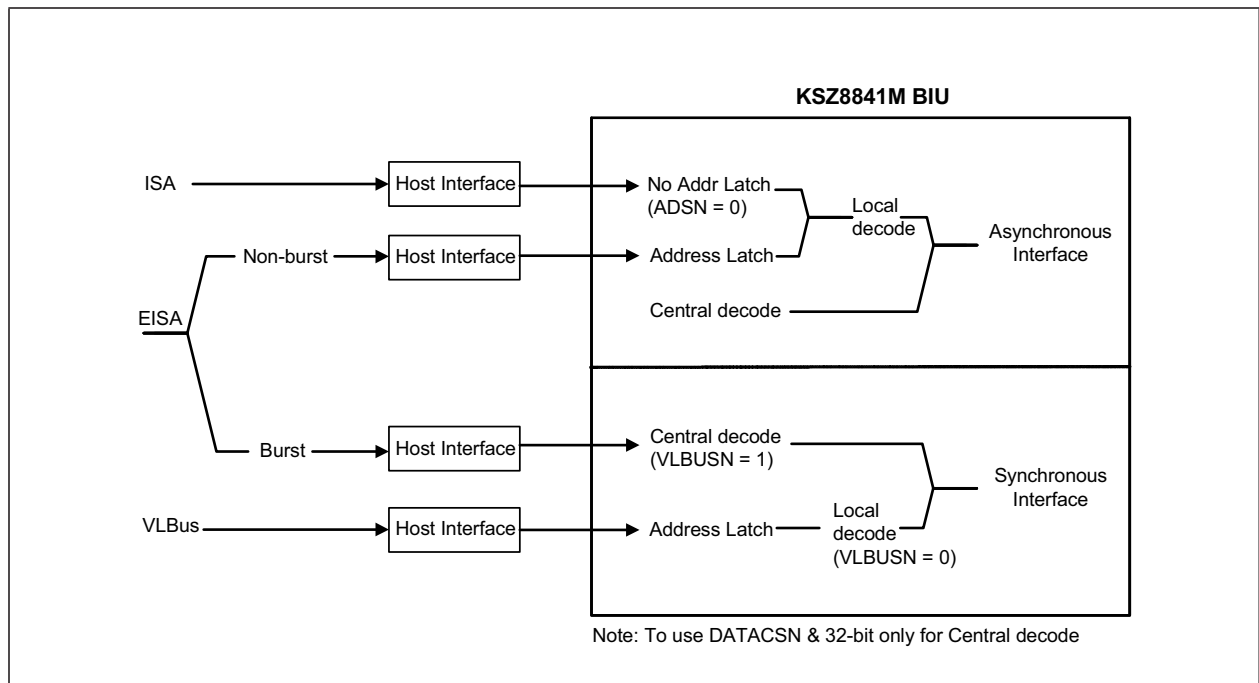 KSZ8841M BIU
ISA
Host Interface
No Addr Latch
(ADSN = 0)
Local
decode
Asynchronous
Interface
EISA
Non-burst
Host Interface
Address Latch
Central decode
Burst
Host Interface
Central decode
(VLBUSN = 1)
Synchronous
Interface
VLBus
Host Interface
Address Latch
Local
decode
(VLBUSN = 0)
Note: To use DATACSN & 32-bit only for Central decode